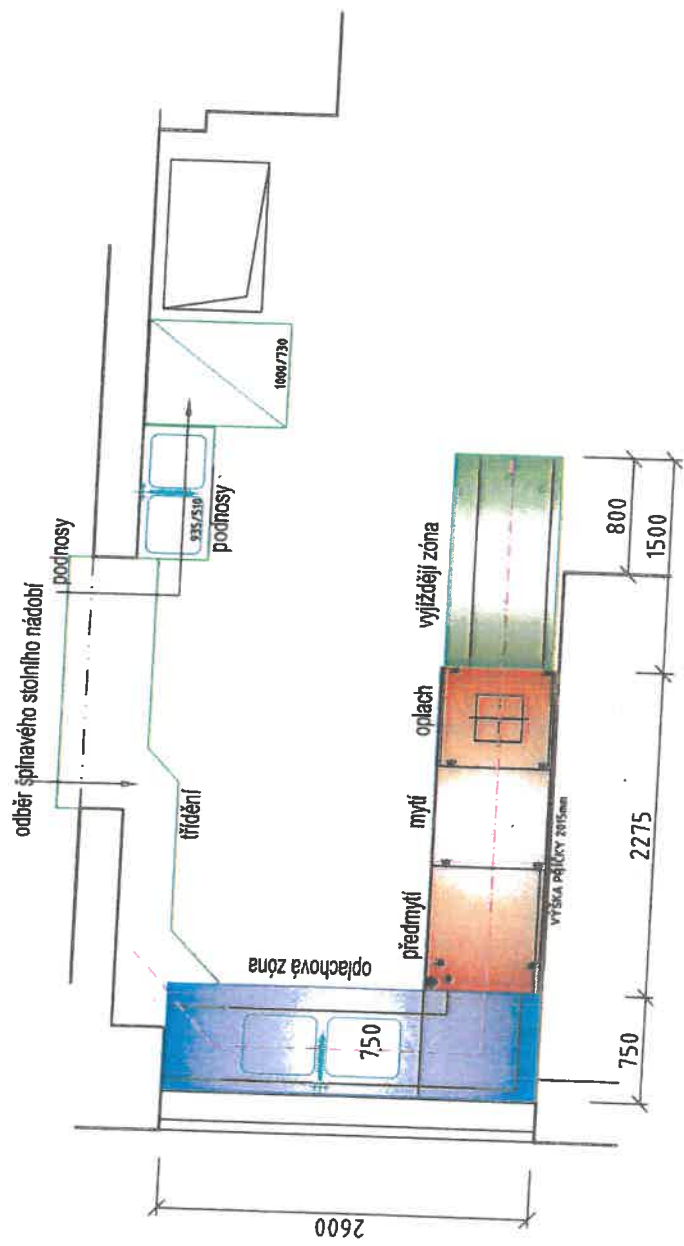 odběr špinavého stolního nádobí
podnosy
třídění
935/510
podnosy
1000/730
oplachová zóna
750
předmytí
mytí
oplach
vyjíždějí zóna
VÝŠKA PŘÍČKY 2015mm
2600
750
2275
800
1500